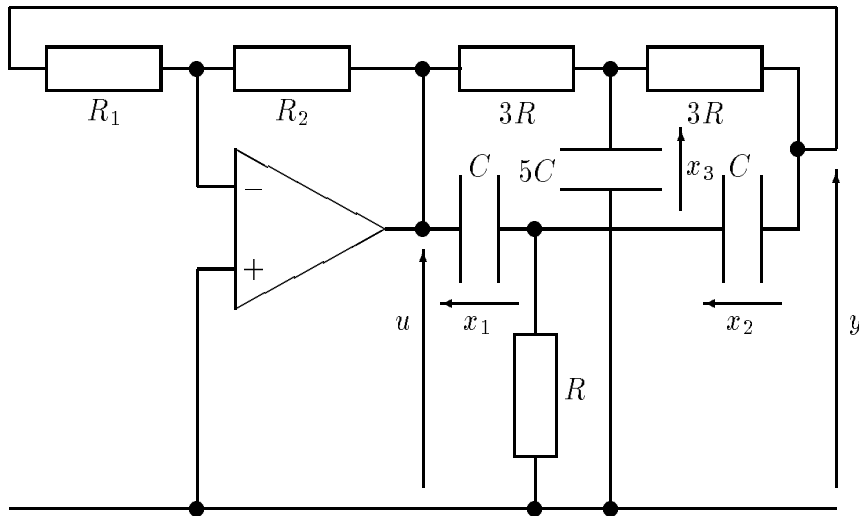 R₁
R₂
3R
3R
C
5C
x₃
C
−
+
u
x₁
x₂
y
R